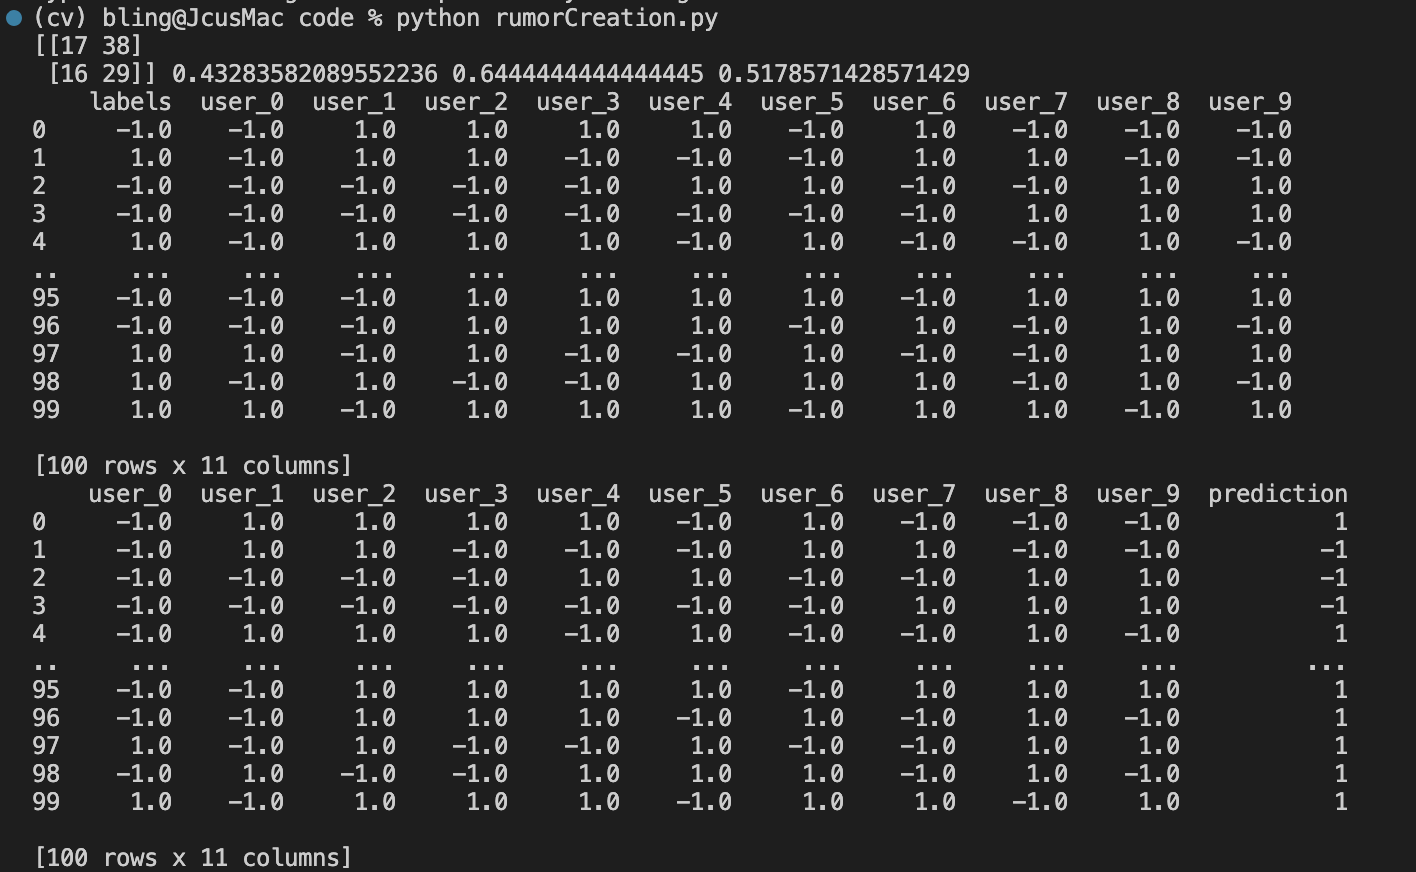 (cv) bling@JcusMac code % python rumorCreation.py
[[17 38]
[16 29]] 0.43283582089552236 0.6444444444444445 0.5178571428571429
labels user_0 user_1 user_2 user_3 user_4 user_5 user_6 user_7 user_8 user_9
0 -1.0 -1.0 1.0 1.0 1.0 1.0 -1.0 1.0 -1.0 -1.0 -1.0
1 1.0 -1.0 1.0 1.0 -1.0 -1.0 -1.0 1.0 1.0 -1.0 -1.0
2 -1.0 -1.0 -1.0 -1.0 -1.0 1.0 1.0 -1.0 -1.0 1.0 1.0
3 -1.0 -1.0 -1.0 -1.0 -1.0 -1.0 -1.0 -1.0 1.0 1.0 1.0
4 1.0 -1.0 1.0 1.0 1.0 -1.0 1.0 -1.0 -1.0 1.0 -1.0
.. ... ... ... ... ... ... ... ... ... ... ...
95 -1.0 -1.0 -1.0 1.0 1.0 1.0 1.0 -1.0 1.0 1.0 1.0
96 -1.0 -1.0 -1.0 1.0 1.0 1.0 -1.0 1.0 -1.0 1.0 -1.0
97 1.0 1.0 -1.0 1.0 -1.0 -1.0 1.0 -1.0 -1.0 1.0 1.0
98 1.0 -1.0 1.0 -1.0 -1.0 1.0 1.0 1.0 -1.0 1.0 -1.0
99 1.0 1.0 -1.0 1.0 1.0 1.0 -1.0 1.0 1.0 -1.0 1.0
[100 rows x 11 columns]
user_0 user_1 user_2 user_3 user_4 user_5 user_6 user_7 user_8 user_9 prediction
0 -1.0 1.0 1.0 1.0 1.0 -1.0 1.0 -1.0 -1.0 -1.0 1
1 -1.0 1.0 1.0 -1.0 -1.0 -1.0 1.0 1.0 -1.0 -1.0 -1
2 -1.0 -1.0 -1.0 -1.0 1.0 1.0 -1.0 -1.0 1.0 1.0 -1
3 -1.0 -1.0 -1.0 -1.0 -1.0 -1.0 -1.0 1.0 1.0 1.0 -1
4 -1.0 1.0 1.0 1.0 -1.0 1.0 -1.0 -1.0 1.0 -1.0 1
.. ... ... ... ... ... ... ... ... ... ... ...
95 -1.0 -1.0 1.0 1.0 1.0 1.0 -1.0 1.0 1.0 1.0 1
96 -1.0 -1.0 1.0 1.0 1.0 -1.0 1.0 -1.0 1.0 -1.0 1
97 1.0 -1.0 1.0 -1.0 -1.0 1.0 -1.0 -1.0 1.0 1.0 1
98 -1.0 1.0 -1.0 -1.0 1.0 1.0 1.0 -1.0 1.0 -1.0 1
99 1.0 -1.0 1.0 1.0 1.0 -1.0 1.0 1.0 -1.0 1.0 1
[100 rows x 11 columns]